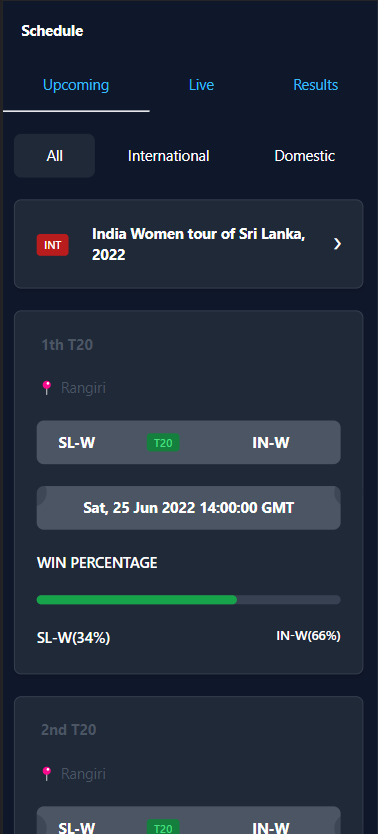 Schedule
Upcoming Live Results
All International Domestic
INT India Women tour of Sri Lanka,
2022
1th T20
Rangiri
SL-W T20 IN-W
Sat, 25 Jun 2022 14:00:00 GMT
WIN PERCENTAGE
SL-W(34%) IN-W(66%)
2nd T20
Rangiri
SL-W T20 IN-W